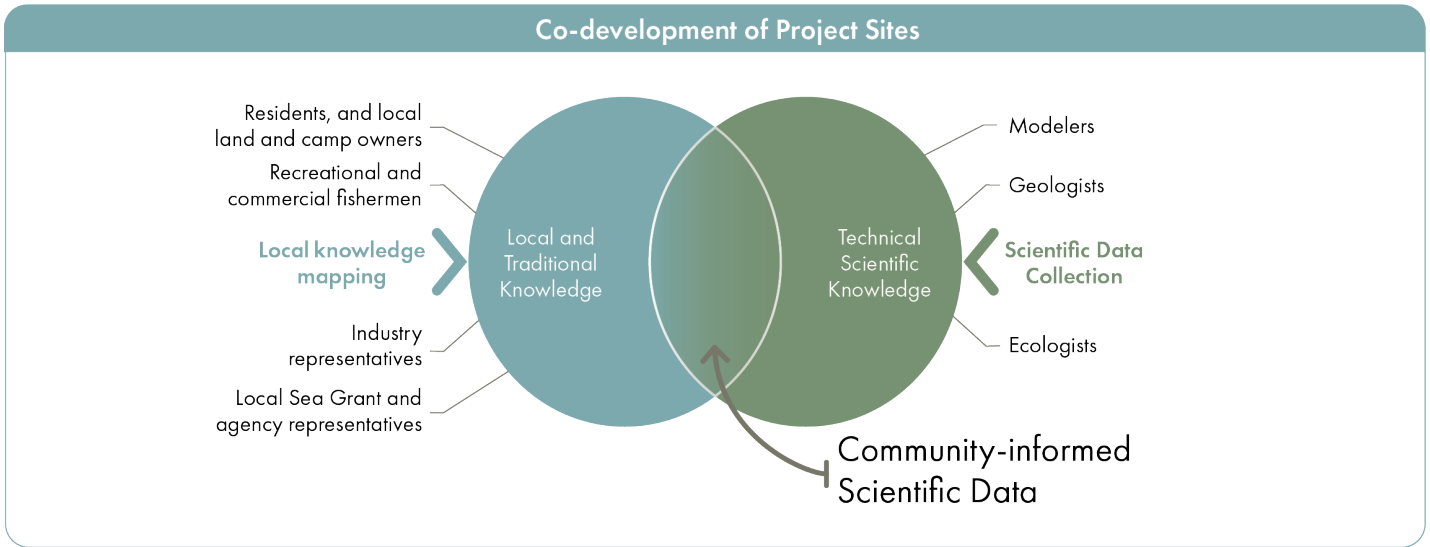 Co-development of Project Sites
Residents, and local
land and camp owners
Recreational and
commercial fishermen
Local knowledge
mapping
Industry
representatives
Local Sea Grant and
agency representatives
Local and
Traditional
Knowledge
Technical
Scientific
Knowledge
Modelers
Geologists
Scientific Data
Collection
Ecologists
Community-informed
Scientific Data